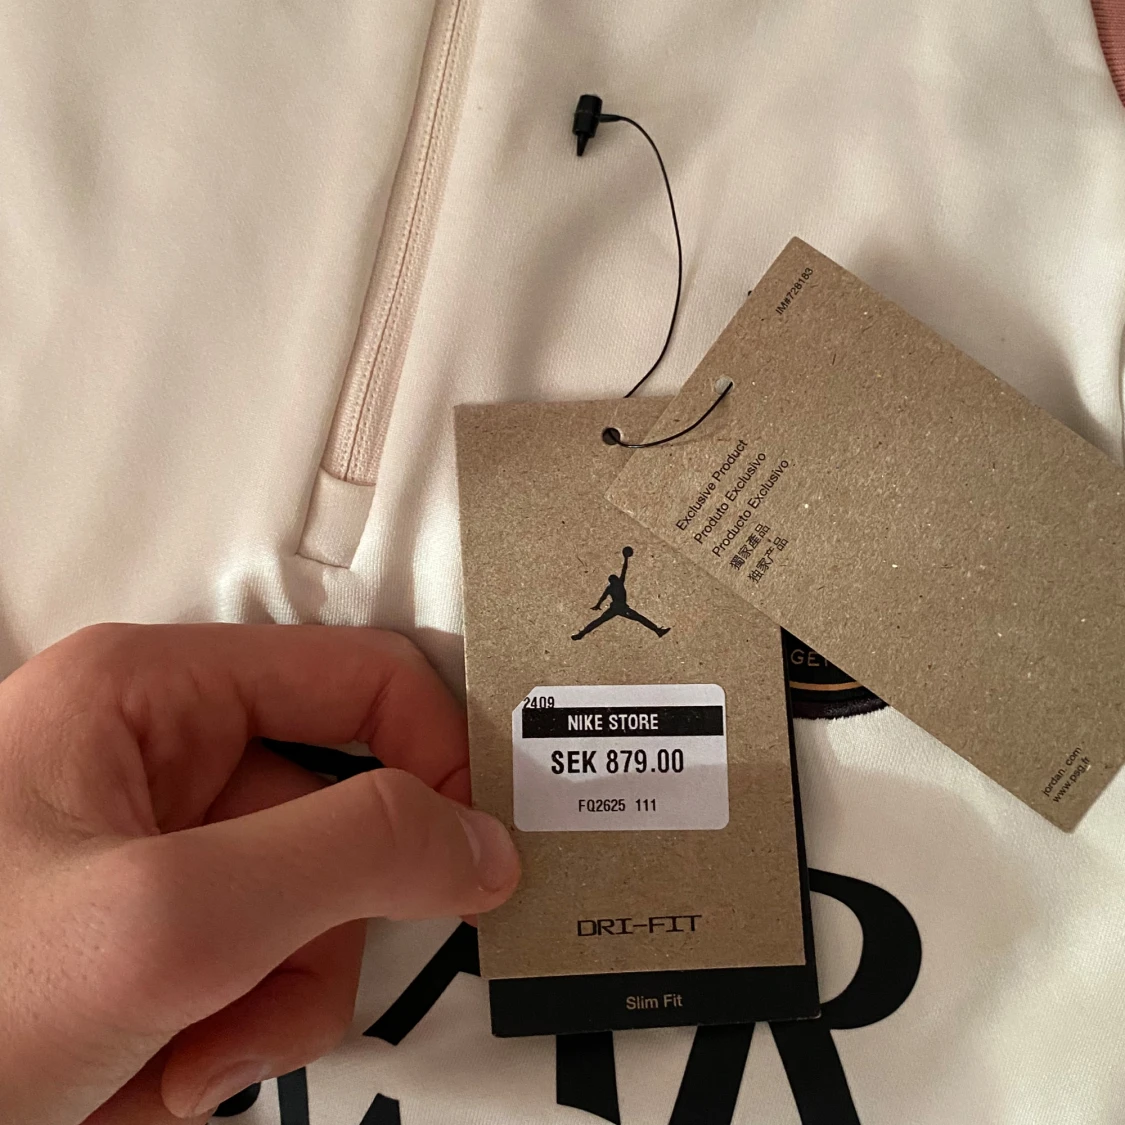 IM#728183
Exclusive Product
Produto Exclusivo
Producto Exclusivo
獨家產品
独家产品
2409
NIKE STORE
SEK 879.00
FQ2625 111
jordan.com
www.psg.fr
DRI-FIT
Slim Fit